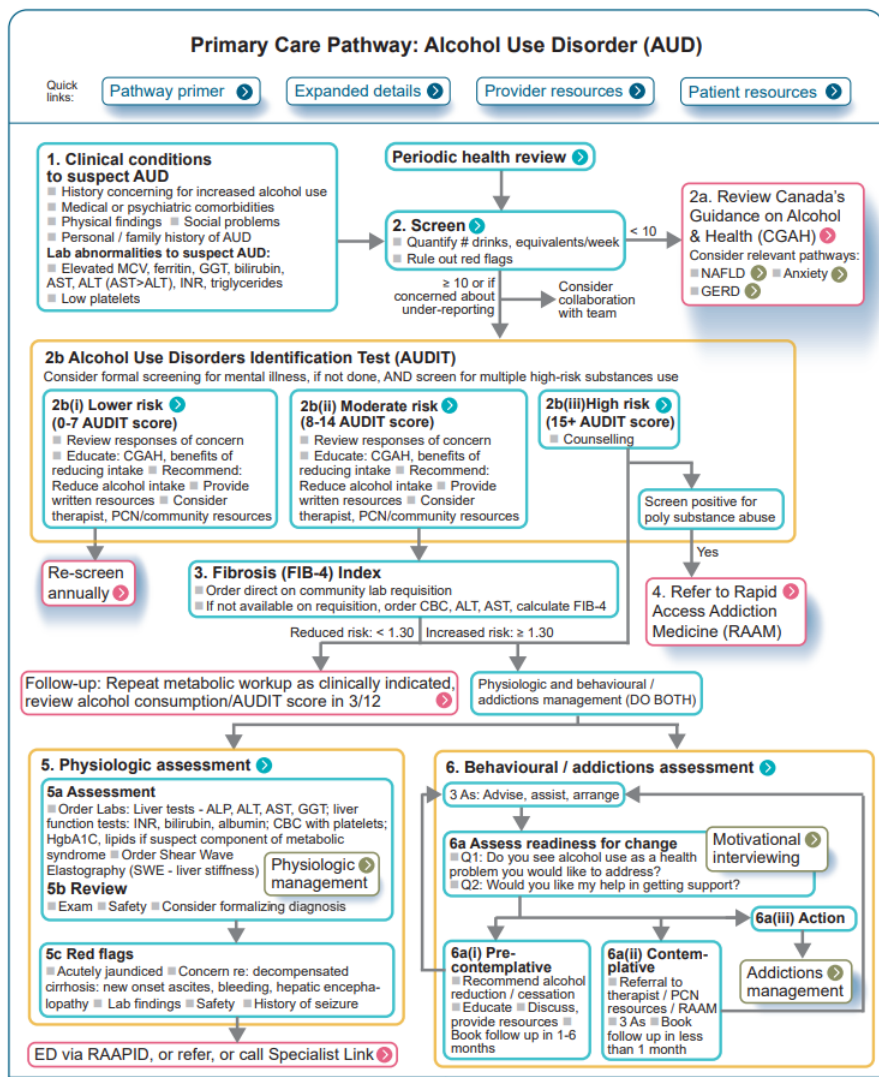 Primary Care Pathway: Alcohol Use Disorder (AUD)
Quick
links:
Pathway primer
Expanded details
Provider resources
Patient resources
1. Clinical conditions
to suspect AUD
History concerning for increased alcohol use
Medical or psychiatric comorbidities
Physical findings Social problems
Personal / family history of AUD
Lab abnormalities to suspect AUD:
Elevated MCV, ferritin, GGT, bilirubin,
AST, ALT (AST>ALT), INR, triglycerides
Low platelets
Periodic health review
2. Screen
Quantify # drinks, equivalents/week
Rule out red flags
< 10
2a. Review Canada's
Guidance on Alcohol
& Health (CGAH)
Consider relevant pathways:
NAFLD Anxiety
GERD
≥ 10 or if
concerned about
under-reporting
Consider
collaboration
with team
2b Alcohol Use Disorders Identification Test (AUDIT)
Consider formal screening for mental illness, if not done, AND screen for multiple high-risk substances use
2b(i) Lower risk
(0-7 AUDIT score)
Review responses of concern
Educate: CGAH, benefits of
reducing intake Recommend:
Reduce alcohol intake Provide
written resources Consider
therapist, PCN/community resources
2b(ii) Moderate risk
(8-14 AUDIT score)
Review responses of concern
Educate: CGAH, benefits of
reducing intake Recommend:
Reduce alcohol intake Provide
written resources Consider
therapist, PCN/community resources
2b(iii)High risk
(15+ AUDIT score)
Counselling
Screen positive for
poly substance abuse
Yes
Re-screen
annually
3. Fibrosis (FIB-4) Index
Order direct on community lab requisition
If not available on requisition, order CBC, ALT, AST, calculate FIB-4
4. Refer to Rapid
Access Addiction
Medicine (RAAM)
Reduced risk: < 1.30
Increased risk: ≥ 1.30
Follow-up: Repeat metabolic workup as clinically indicated,
review alcohol consumption/AUDIT score in 3/12
Physiologic and behavioural /
addictions management (DO BOTH)
5. Physiologic assessment
5a Assessment
Order Labs: Liver tests - ALP, ALT, AST, GGT; liver
function tests: INR, bilirubin, albumin; CBC with platelets;
HgbA1C, lipids if suspect component of metabolic
syndrome Order Shear Wave
Elastography (SWE - liver stiffness)
Physiologic
management
5b Review
Exam Safety Consider formalizing diagnosis
5c Red flags
Acutely jaundiced Concern re: decompensated
cirrhosis: new onset ascites, bleeding, hepatic encepha-
lopathy Lab findings Safety History of seizure
ED via RAAPID, or refer, or call Specialist Link
6. Behavioural / addictions assessment
3 As: Advise, assist, arrange
6a Assess readiness for change
Q1: Do you see alcohol use as a health
problem you would like to address?
Q2: Would you like my help in getting support?
Motivational
interviewing
6a(i) Pre-
contemplative
Recommend alcohol
reduction / cessation
Educate Discuss,
provide resources
Book follow up in 1-6
months
6a(ii) Contem-
plative
Referral to
therapist / PCN
resources / RAAM
3 As Book
follow up in less
than 1 month
6a(iii) Action
Addictions
management